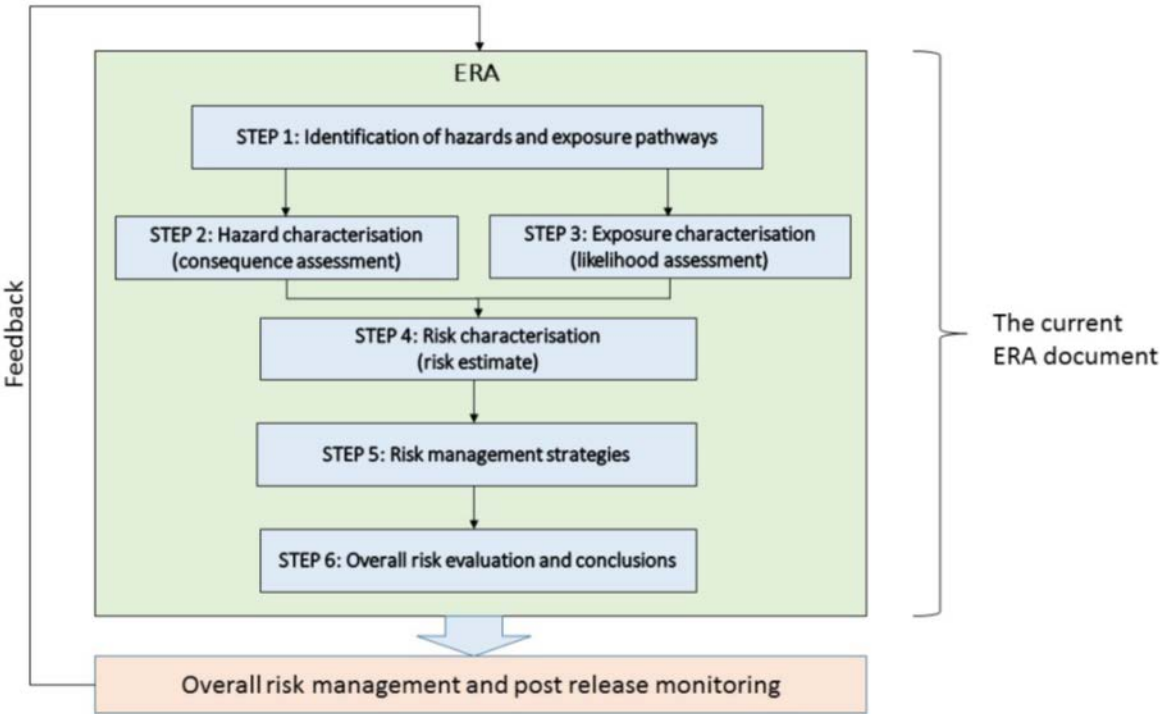 ERA
STEP 1: Identification of hazards and exposure pathways
STEP 2: Hazard characterisation
(consequence assessment)
STEP 3: Exposure characterisation
(likelihood assessment)
STEP 4: Risk characterisation
(risk estimate)
STEP 5: Risk management strategies
STEP 6: Overall risk evaluation and conclusions
Overall risk management and post release monitoring
Feedback
The current
ERA document